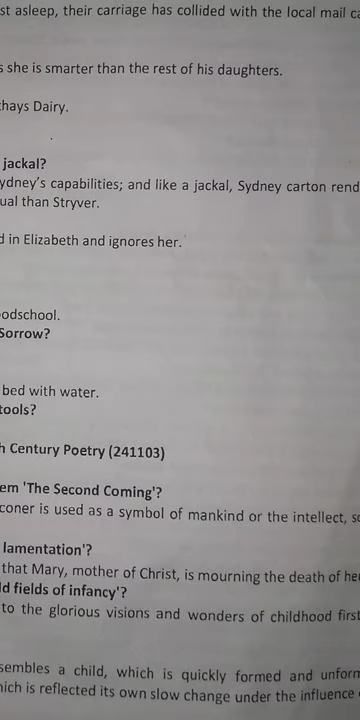 st asleep, their carriage has collided with the local mail ca
s she is smarter than the rest of his daughters.
thays Dairy.
jackal?
ydney's capabilities; and like a jackal, Sydney carton rend
ual than Stryver.
d in Elizabeth and ignores her.
odschool.
Sorrow?
bed with water.
tools?
h Century Poetry (241103)
em 'The Second Coming'?
coner is used as a symbol of mankind or the intellect, so
lamentation'?
that Mary, mother of Christ, is mourning the death of he
ld fields of infancy'?
to the glorious visions and wonders of childhood first
sembles a child, which is quickly formed and unform
hich is reflected its own slow change under the influence